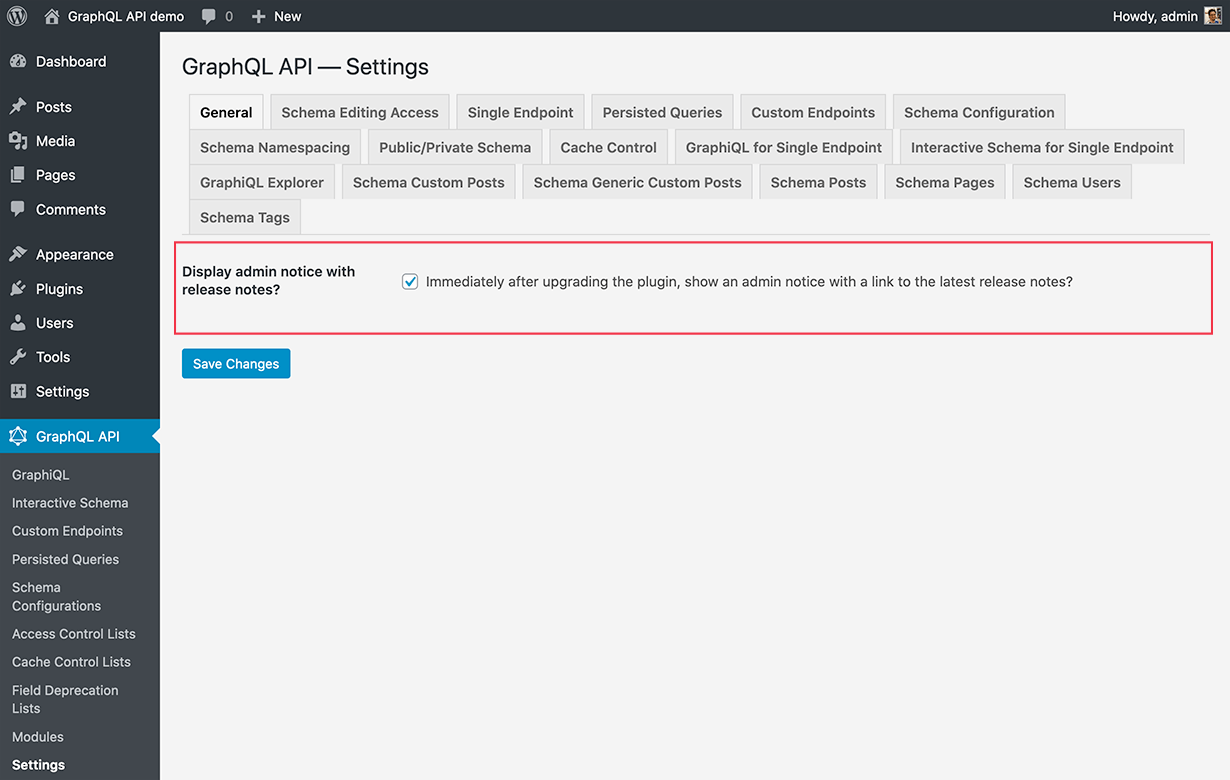 GraphQL API demo 0 New Howdy, admin
Dashboard
Posts
Media
Pages
Comments
Appearance
Plugins
Users
Tools
Settings
GraphQL API
GraphiQL
Interactive Schema
Custom Endpoints
Persisted Queries
Schema
Configurations
Access Control Lists
Cache Control Lists
Field Deprecation
Lists
Modules
Settings
GraphQL API — Settings
General Schema Editing Access Single Endpoint Persisted Queries Custom Endpoints Schema Configuration
Schema Namespacing Public/Private Schema Cache Control GraphiQL for Single Endpoint Interactive Schema for Single Endpoint
GraphiQL Explorer Schema Custom Posts Schema Generic Custom Posts Schema Posts Schema Pages Schema Users
Schema Tags
Display admin notice with
release notes?
Immediately after upgrading the plugin, show an admin notice with a link to the latest release notes?
Save Changes